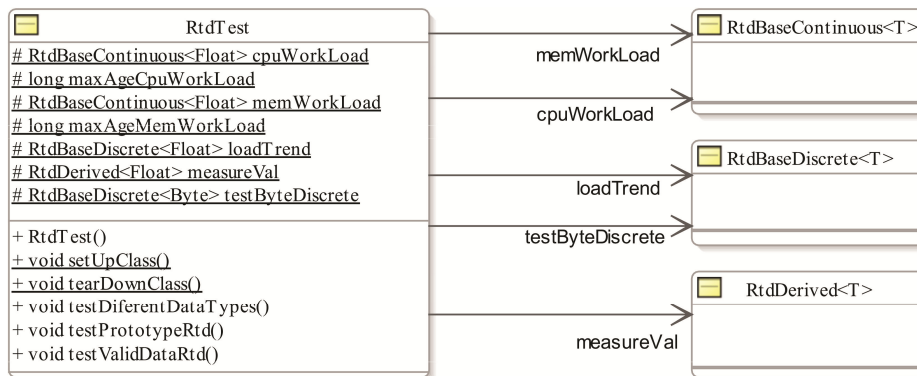 RtdTest
# RtdBaseContinuous<Float> cpuWorkLoad
# long maxAgeCpuWorkLoad
# RtdBaseContinuous<Float> memWorkLoad
# long maxAgeMemWorkLoad
# RtdBaseDiscrete<Float> loadTrend
# RtdDerived<Float> measureVal
# RtdBaseDiscrete<Byte> testByteDiscrete
+ RtdTest()
+ void setUpClass()
+ void tearDownClass()
+ void testDiferentDataTypes()
+ void testPrototypeRtd()
+ void testValidDataRtd()
memWorkLoad
cpuWorkLoad
loadTrend
testByteDiscrete
measureVal
RtdBaseContinuous<T>
RtdBaseDiscrete<T>
RtdDerived<T>